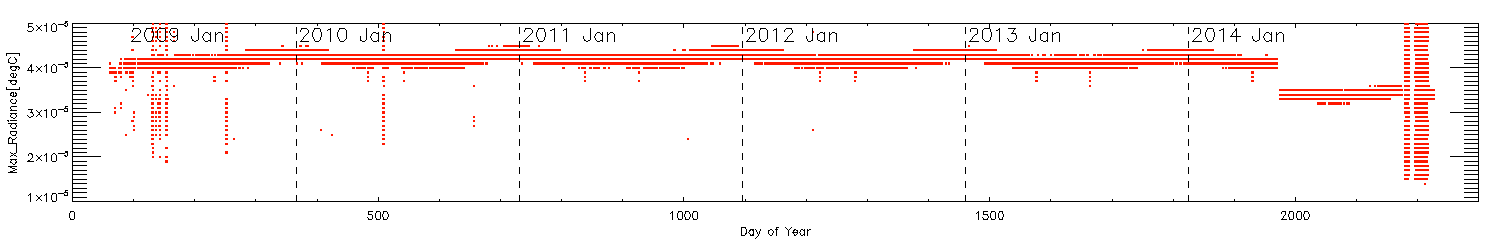 5×10⁻⁵
4×10⁻⁵
3×10⁻⁵
2×10⁻⁵
1×10⁻⁵
Max_Radiance[degC]
2009 Jan
2010 Jan
2011 Jan
2012 Jan
2013 Jan
2014 Jan
0
500
1000
1500
2000
Day of Year